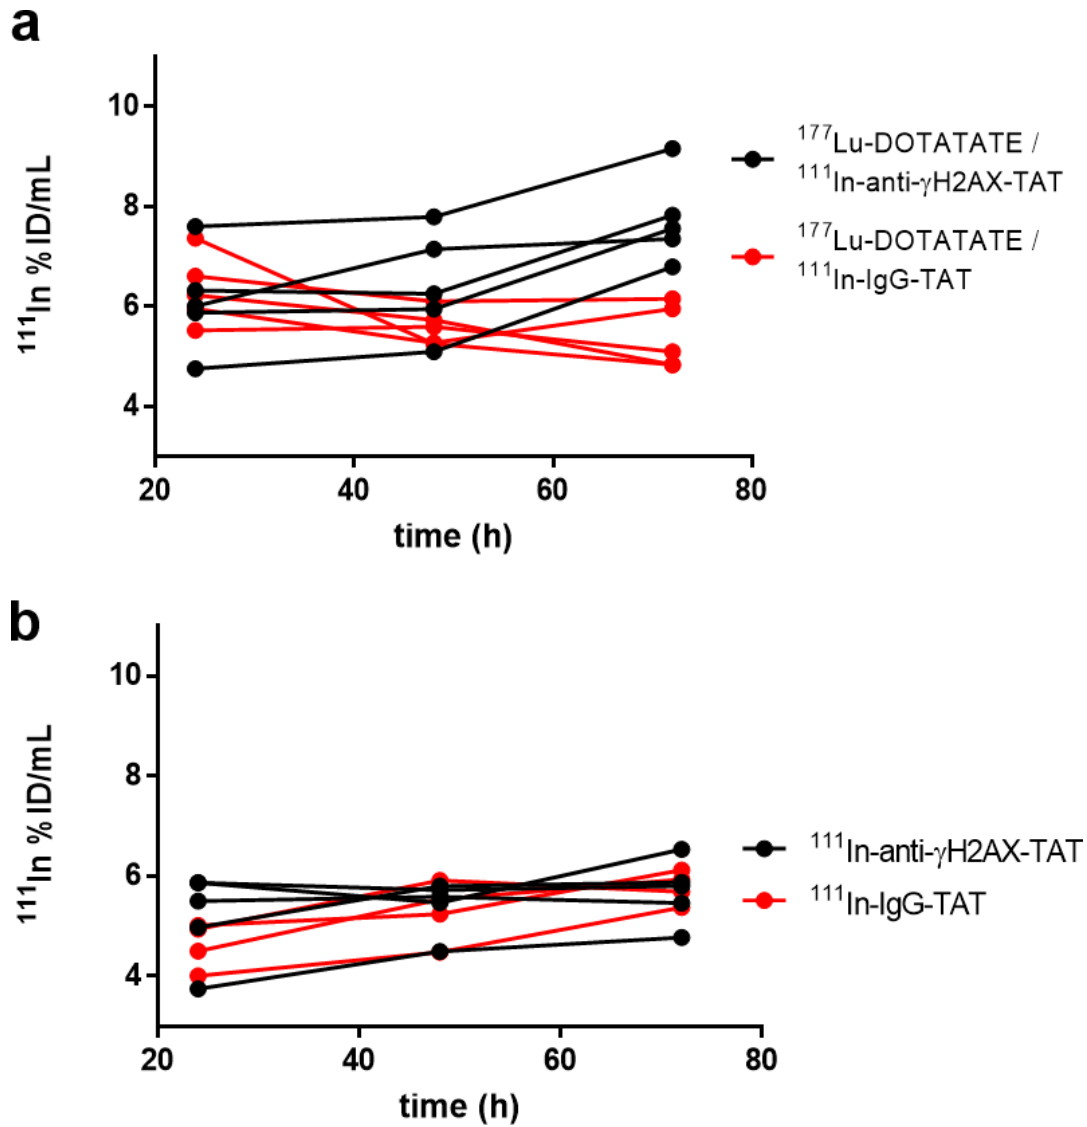 a
10
8
6
4
¹¹¹In % ID/mL
20 40 60 80
time (h)
¹⁷⁷Lu-DOTATATE /
¹¹¹In-anti-γH2AX-TAT
¹⁷⁷Lu-DOTATATE /
¹¹¹In-IgG-TAT
b
10
8
6
4
¹¹¹In % ID/mL
20 40 60 80
time (h)
¹¹¹In-anti-γH2AX-TAT
¹¹¹In-IgG-TAT